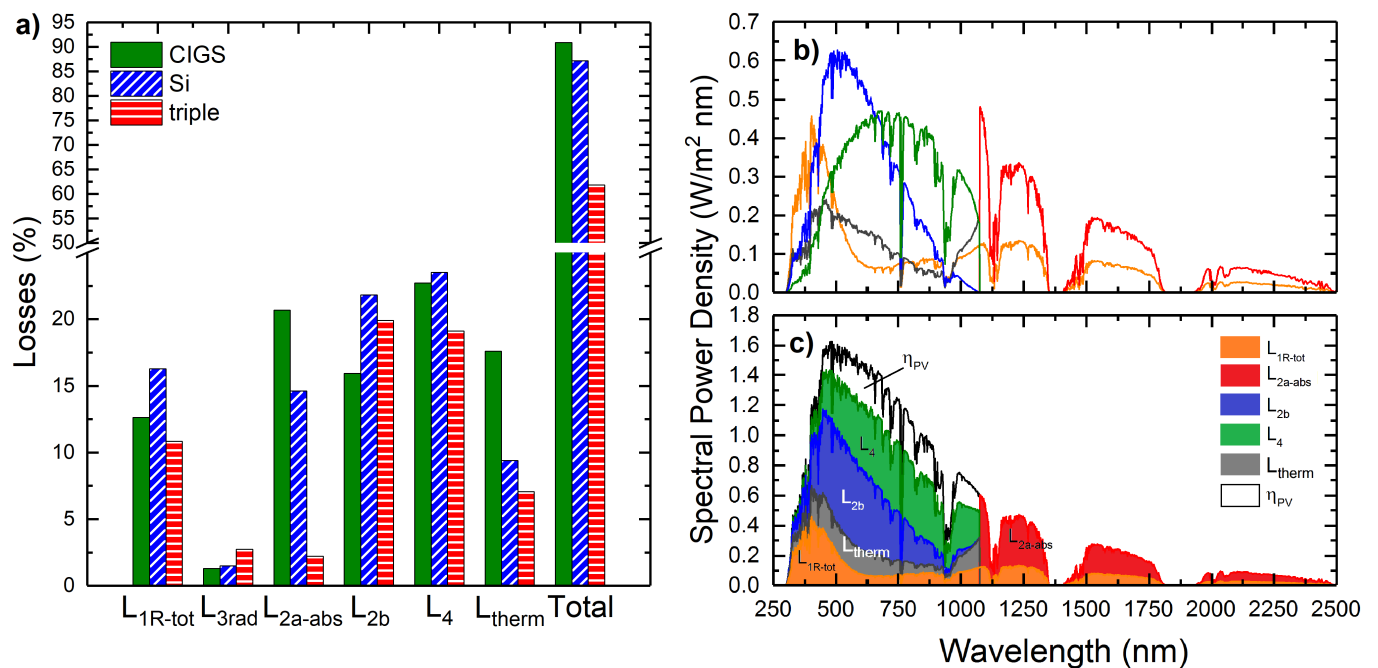 a)
Losses (%)
95
90
85
80
75
70
65
60
55
50
20
15
10
5
0
CIGS
Si
triple
L1R-tot L3rad L2a-abs L2b L4 Ltherm Total
b)
Spectral Power Density (W/m² nm)
0.7
0.6
0.5
0.4
0.3
0.2
0.1
0.0
c)
1.8
1.6
1.4
1.2
1.0
0.8
0.6
0.4
0.2
0.0
ηPV
L4
L2b
Ltherm
L1R-tot
L2a-abs
L1R-tot
L2a-abs
L2b
L4
Ltherm
ηPV
250 500 750 1000 1250 1500 1750 2000 2250 2500
Wavelength (nm)